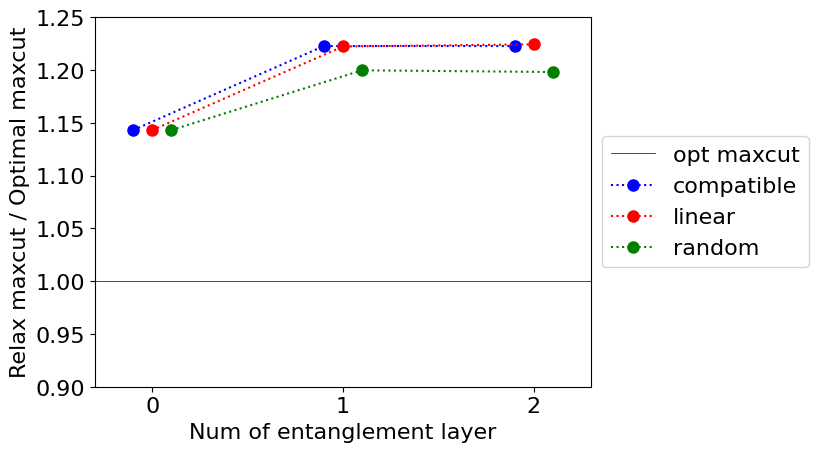 Relax maxcut / Optimal maxcut
1.25
1.20
1.15
1.10
1.05
1.00
0.95
0.90
0 1 2
Num of entanglement layer
opt maxcut
compatible
linear
random